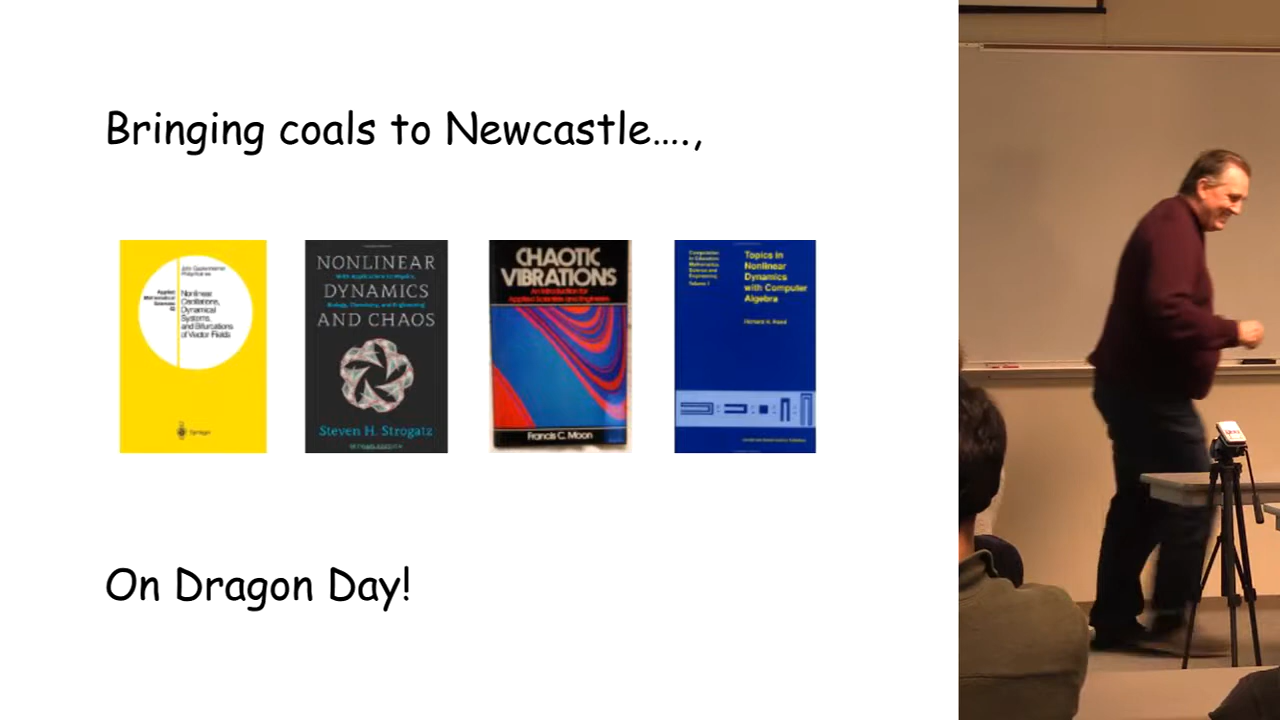 Bringing coals to Newcastle….,
John Guckenheimer
Philip Holmes
Applied
Mathematical
Sciences
42
Nonlinear
Oscillations,
Dynamical
Systems,
and Bifurcations
of Vector Fields
Springer
NONLINEAR
With Applications to Physics,
DYNAMICS
Biology, Chemistry, and Engineering
AND CHAOS
Steven H. Strogatz
CHAOTIC
VIBRATIONS
An Introduction for
Applied Scientists and Engineers
Francis C. Moon
Computation
in Education:
Mathematics,
Science and
Engineering
Volume 1
Topics in
Nonlinear
Dynamics
with Computer
Algebra
Richard H. Rand
On Dragon Day!